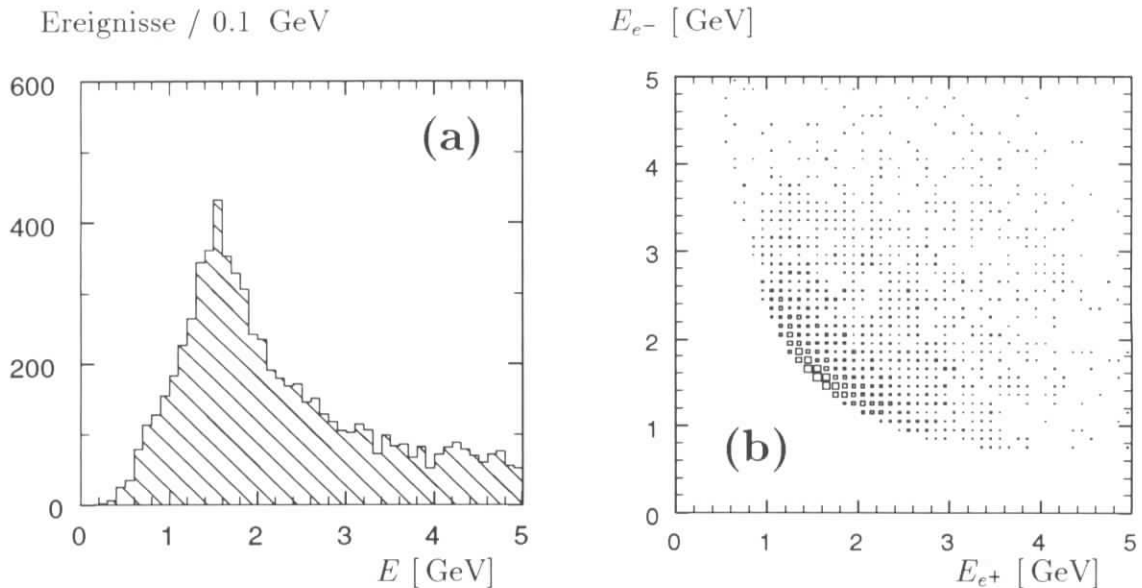 Ereignisse / 0.1 GeV
600
400
200
0
0 1 2 3 4 5
E [ GeV]
(a)
E_{e^-} [ GeV]
5
4
3
2
1
0
0 1 2 3 4 5
E_{e^+} [ GeV]
(b)